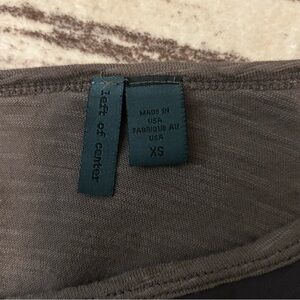 left of center
MADE IN
USA
FABRIQUE AU
USA
XS